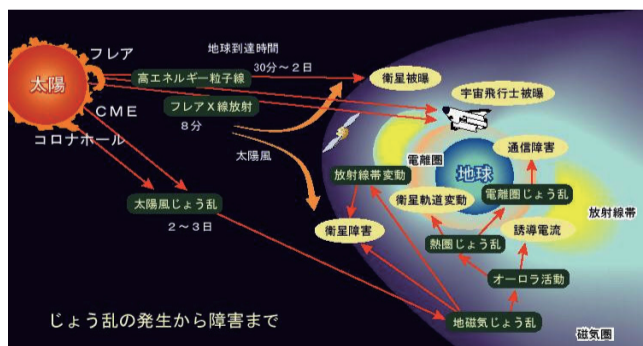 フレア
地球到達時間
30分～2日
太陽
高エネルギー粒子線
衛星被曝
宇宙飛行士被曝
フレアX線放射
CME
8分
コロナホール
太陽風
電離圏
通信障害
放射線帯変動
地球
衛星軌道変動
電離圏じょう乱
太陽風じょう乱
放射線帯
2～3日
衛星障害
熱圏じょう乱
誘導電流
オーロラ活動
じょう乱の発生から障害まで
地磁気じょう乱
磁気圏